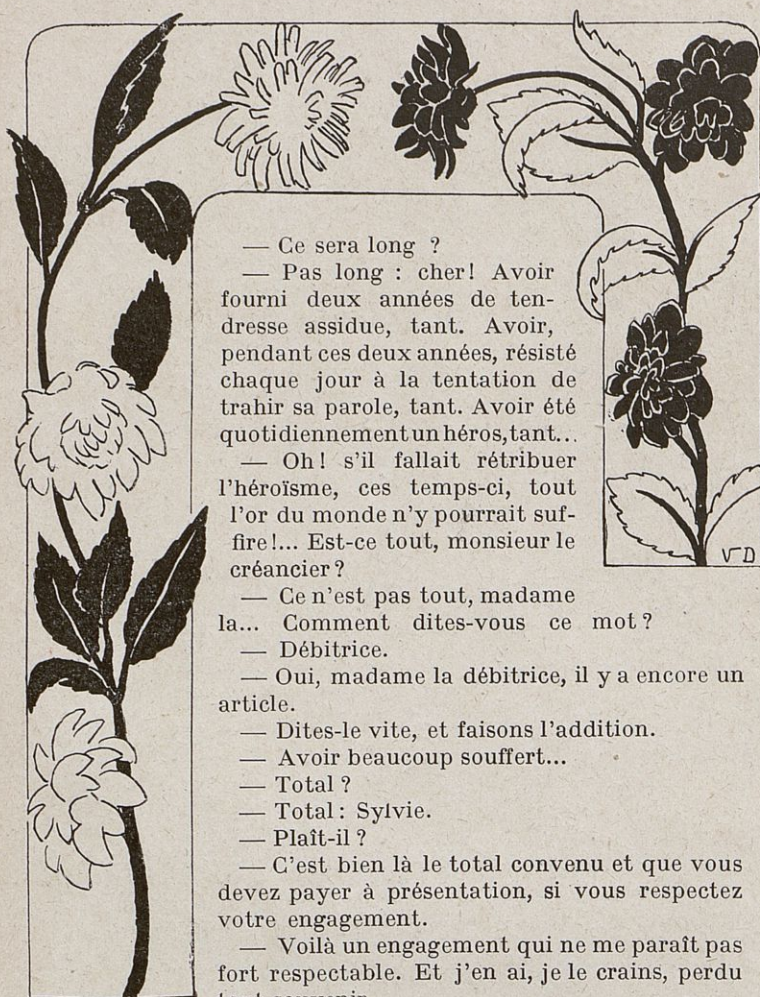 — Ce sera long ?
— Pas long : cher! Avoir
fourni deux années de ten-
dresse assidue, tant. Avoir,
pendant ces deux années, résisté
chaque jour à la tentation de
trahir sa parole, tant. Avoir été
quotidiennement un héros, tant...
— Oh! s'il fallait rétribuer
l'héroïsme, ces temps-ci, tout
l'or du monde n'y pourrait suf-
fire!... Est-ce tout, monsieur le
créancier?
— Ce n'est pas tout, madame
la... Comment dites-vous ce mot?
— Débitrice.
— Oui, madame la débitrice, il y a encore un
article.
— Dites-le vite, et faisons l'addition.
— Avoir beaucoup souffert...
— Total?
— Total: Sylvie.
— Plaît-il?
— C'est bien là le total convenu et que vous
devez payer à présentation, si vous respectez
votre engagement.
— Voilà un engagement qui ne me paraît pas
fort respectable. Et j'en ai, je le crains, perdu
VD